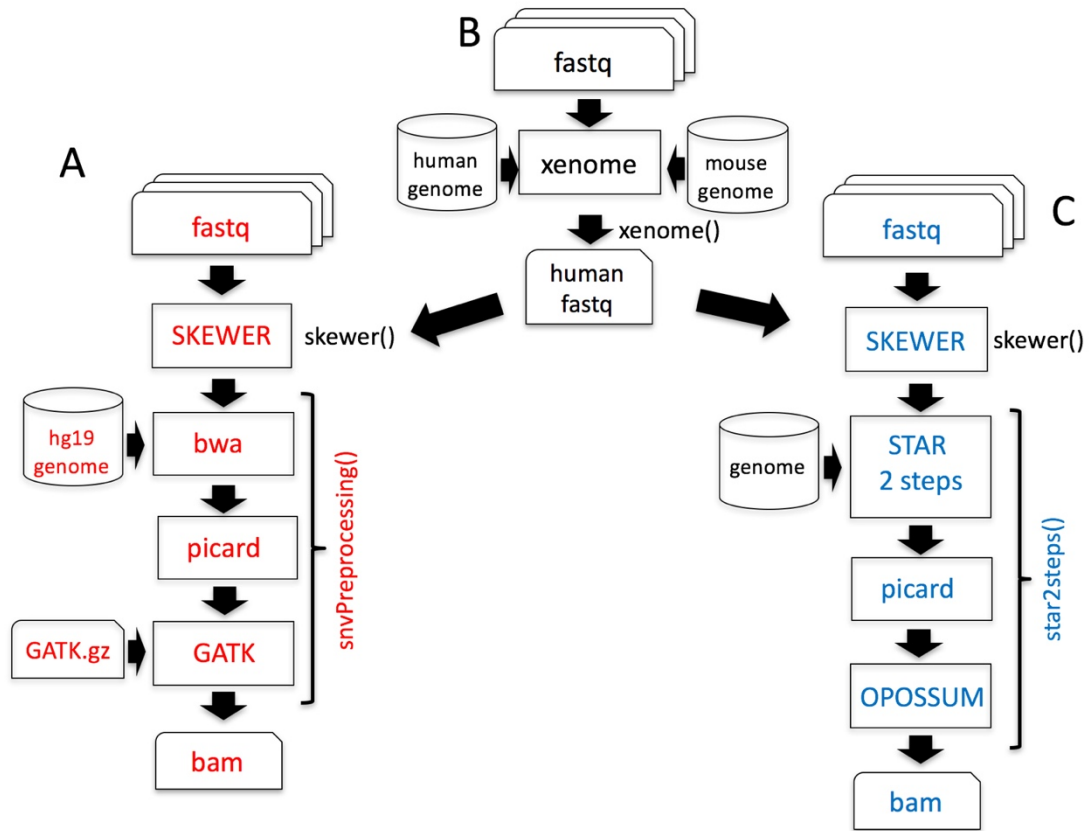 B
fastq
human
genome
xenome
mouse
genome
xenome()
human
fastq
A
fastq
SKEWER
skewer()
hg19
genome
bwa
picard
GATK.gz
GATK
snvPreprocessing()
bam
C
fastq
SKEWER
skewer()
genome
STAR
2 steps
picard
OPOSSUM
star2steps()
bam